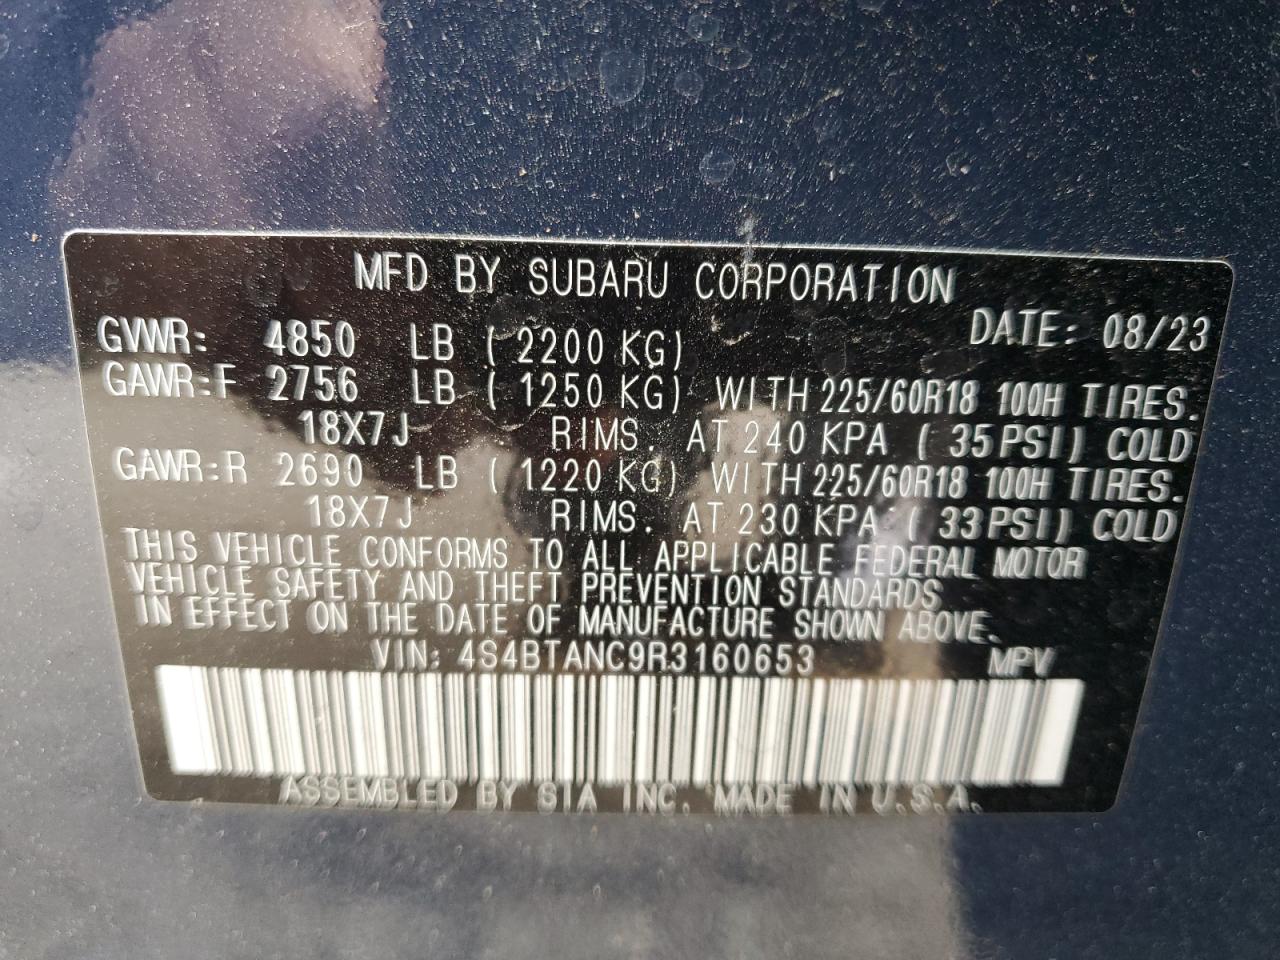 MFD BY SUBARU CORPORATION
GVWR: 4850 LB (2200 KG) DATE: 08/23
GAWR:F 2756 LB (1250 KG) WITH 225/60R18 100H TIRES.
18X7J RIMS. AT 240 KPA (35PSI) COLD
GAWR:R 2690 LB (1220 KG) WITH 225/60R18 100H TIRES.
18X7J RIMS. AT 230 KPA (33PSI) COLD
THIS VEHICLE CONFORMS TO ALL APPLICABLE FEDERAL MOTOR
VEHICLE SAFETY AND THEFT PREVENTION STANDARDS
IN EFFECT ON THE DATE OF MANUFACTURE SHOWN ABOVE.
VIN: 4S4BTANC9R3160653 MPV
ASSEMBLED BY SIA INC. MADE IN U.S.A.